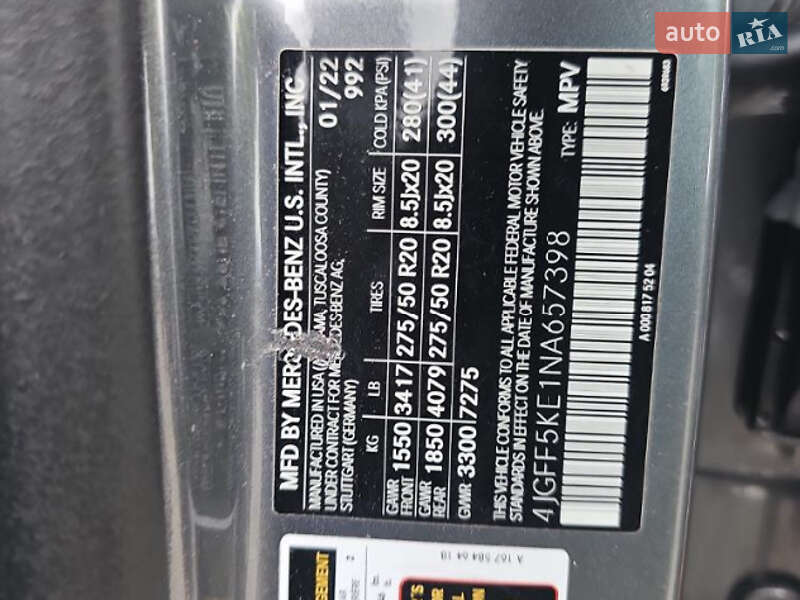 auto RIA .com
MFD BY MERCEDES-BENZ U.S. INTL., INC
MANUFACTURED IN USA ( AMA, TUSCALOOSA COUNTY) 01/22
UNDER CONTRACT FOR MERCEDES-BENZ AG, 992
STUTTGART (GERMANY)
KG LB TIRES RIM SIZE COLD KPA (PSI)
GAWR FRONT 1550 3417 275/50 R20 8.5Jx20 280(41)
GAWR REAR 1850 4079 275/50 R20 8.5Jx20 300(44)
GWR: 3300 7275
THIS VEHICLE CONFORMS TO ALL APPLICABLE FEDERAL MOTOR VEHICLE SAFETY
STANDARDS IN EFFECT ON THE DATE OF MANUFACTURE SHOWN ABOVE.
4JGFF5KE1NA657398 TYPE: MPV
A 000 817 52 04
A 167 584 64 18